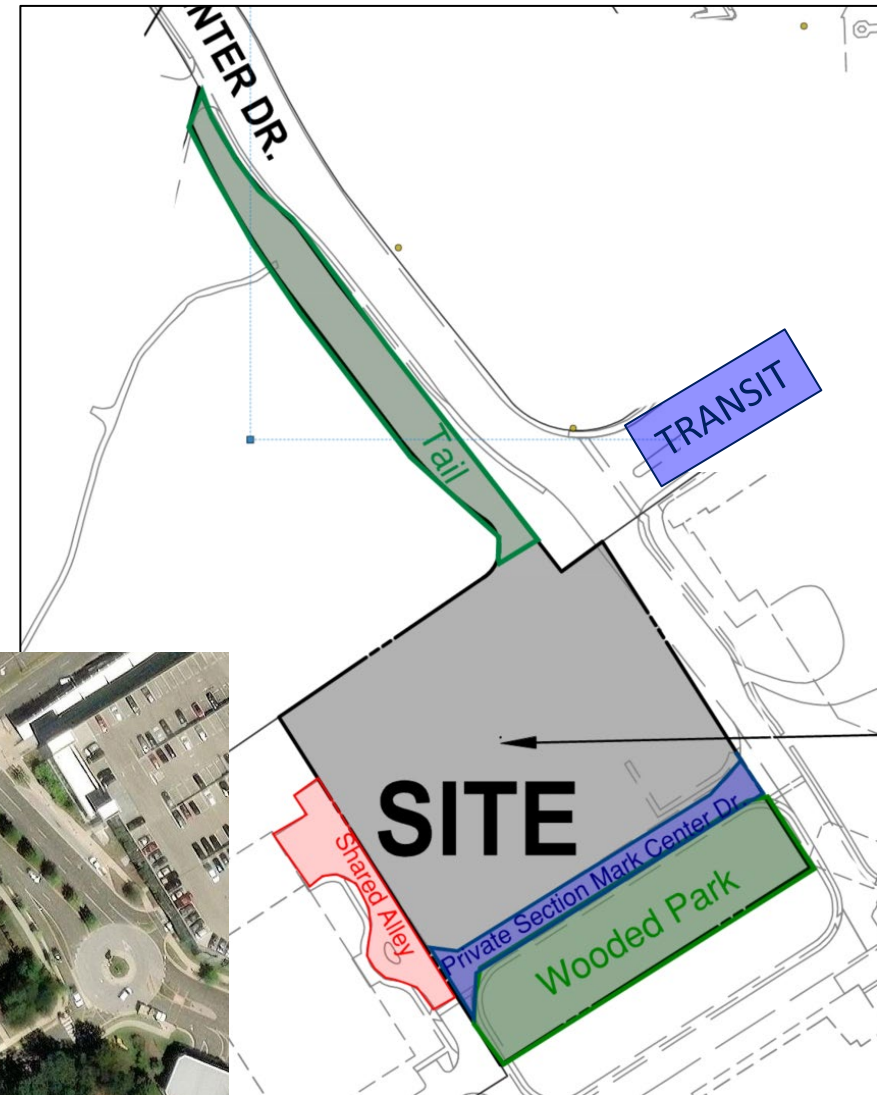 NTER DR.
TRANSIT
Tail
SITE
Shared Alley
Private Section Mark Center Dr
Wooded Park